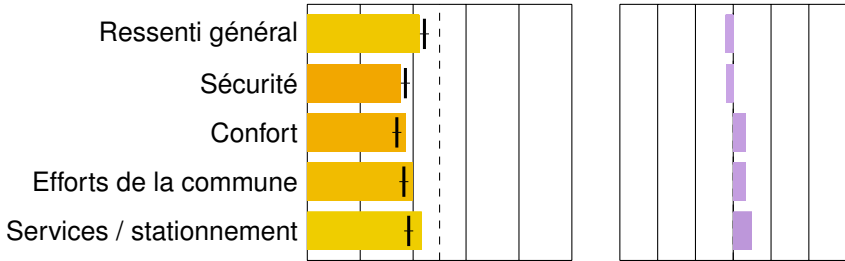 Ressenti général
Sécurité
Confort
Efforts de la commune
Services / stationnement